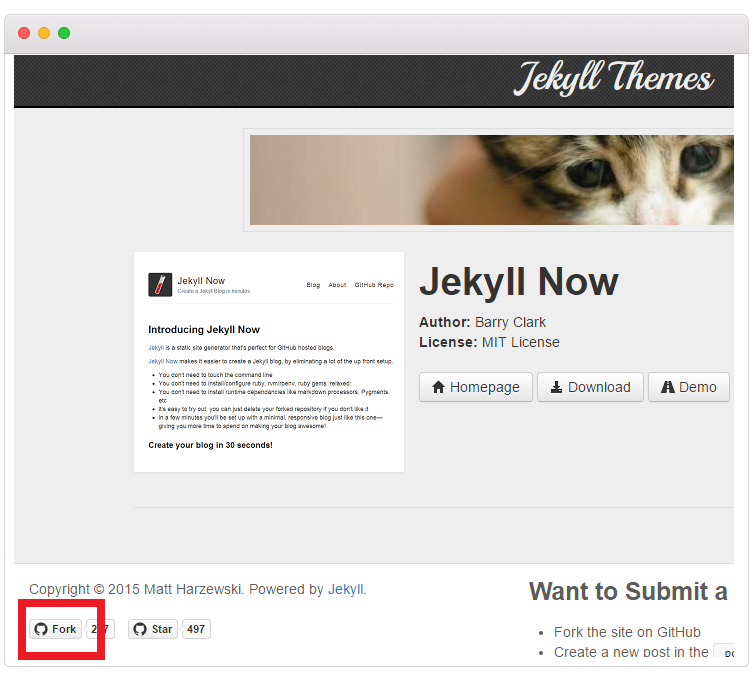 Jekyll Themes
Jekyll Now
Create a Jekyll Blog in minutes
Blog About GitHub Repo
Introducing Jekyll Now
Jekyll is a static site generator that's perfect for GitHub hosted blogs.
Jekyll Now makes it easier to create a Jekyll blog, by eliminating a lot of the up front setup.
• You don't need to touch the command line
• You don't need to install/configure ruby, rvm/rbenv, ruby gems :relaxed:
• You don't need to install runtime dependancies like markdown processors, Pygments,
etc
• It's easy to try out, you can just delete your forked repository if you don't like it
• In a few minutes you'll be set up with a minimal, responsive blog just like this one—
giving you more time to spend on making your blog awesome!
Create your blog in 30 seconds!
Jekyll Now
Author: Barry Clark
License: MIT License
Homepage Download Demo
Copyright © 2015 Matt Harzewski. Powered by Jekyll.
Fork Star 497
Want to Submit a
• Fork the site on GitHub
• Create a new post in the